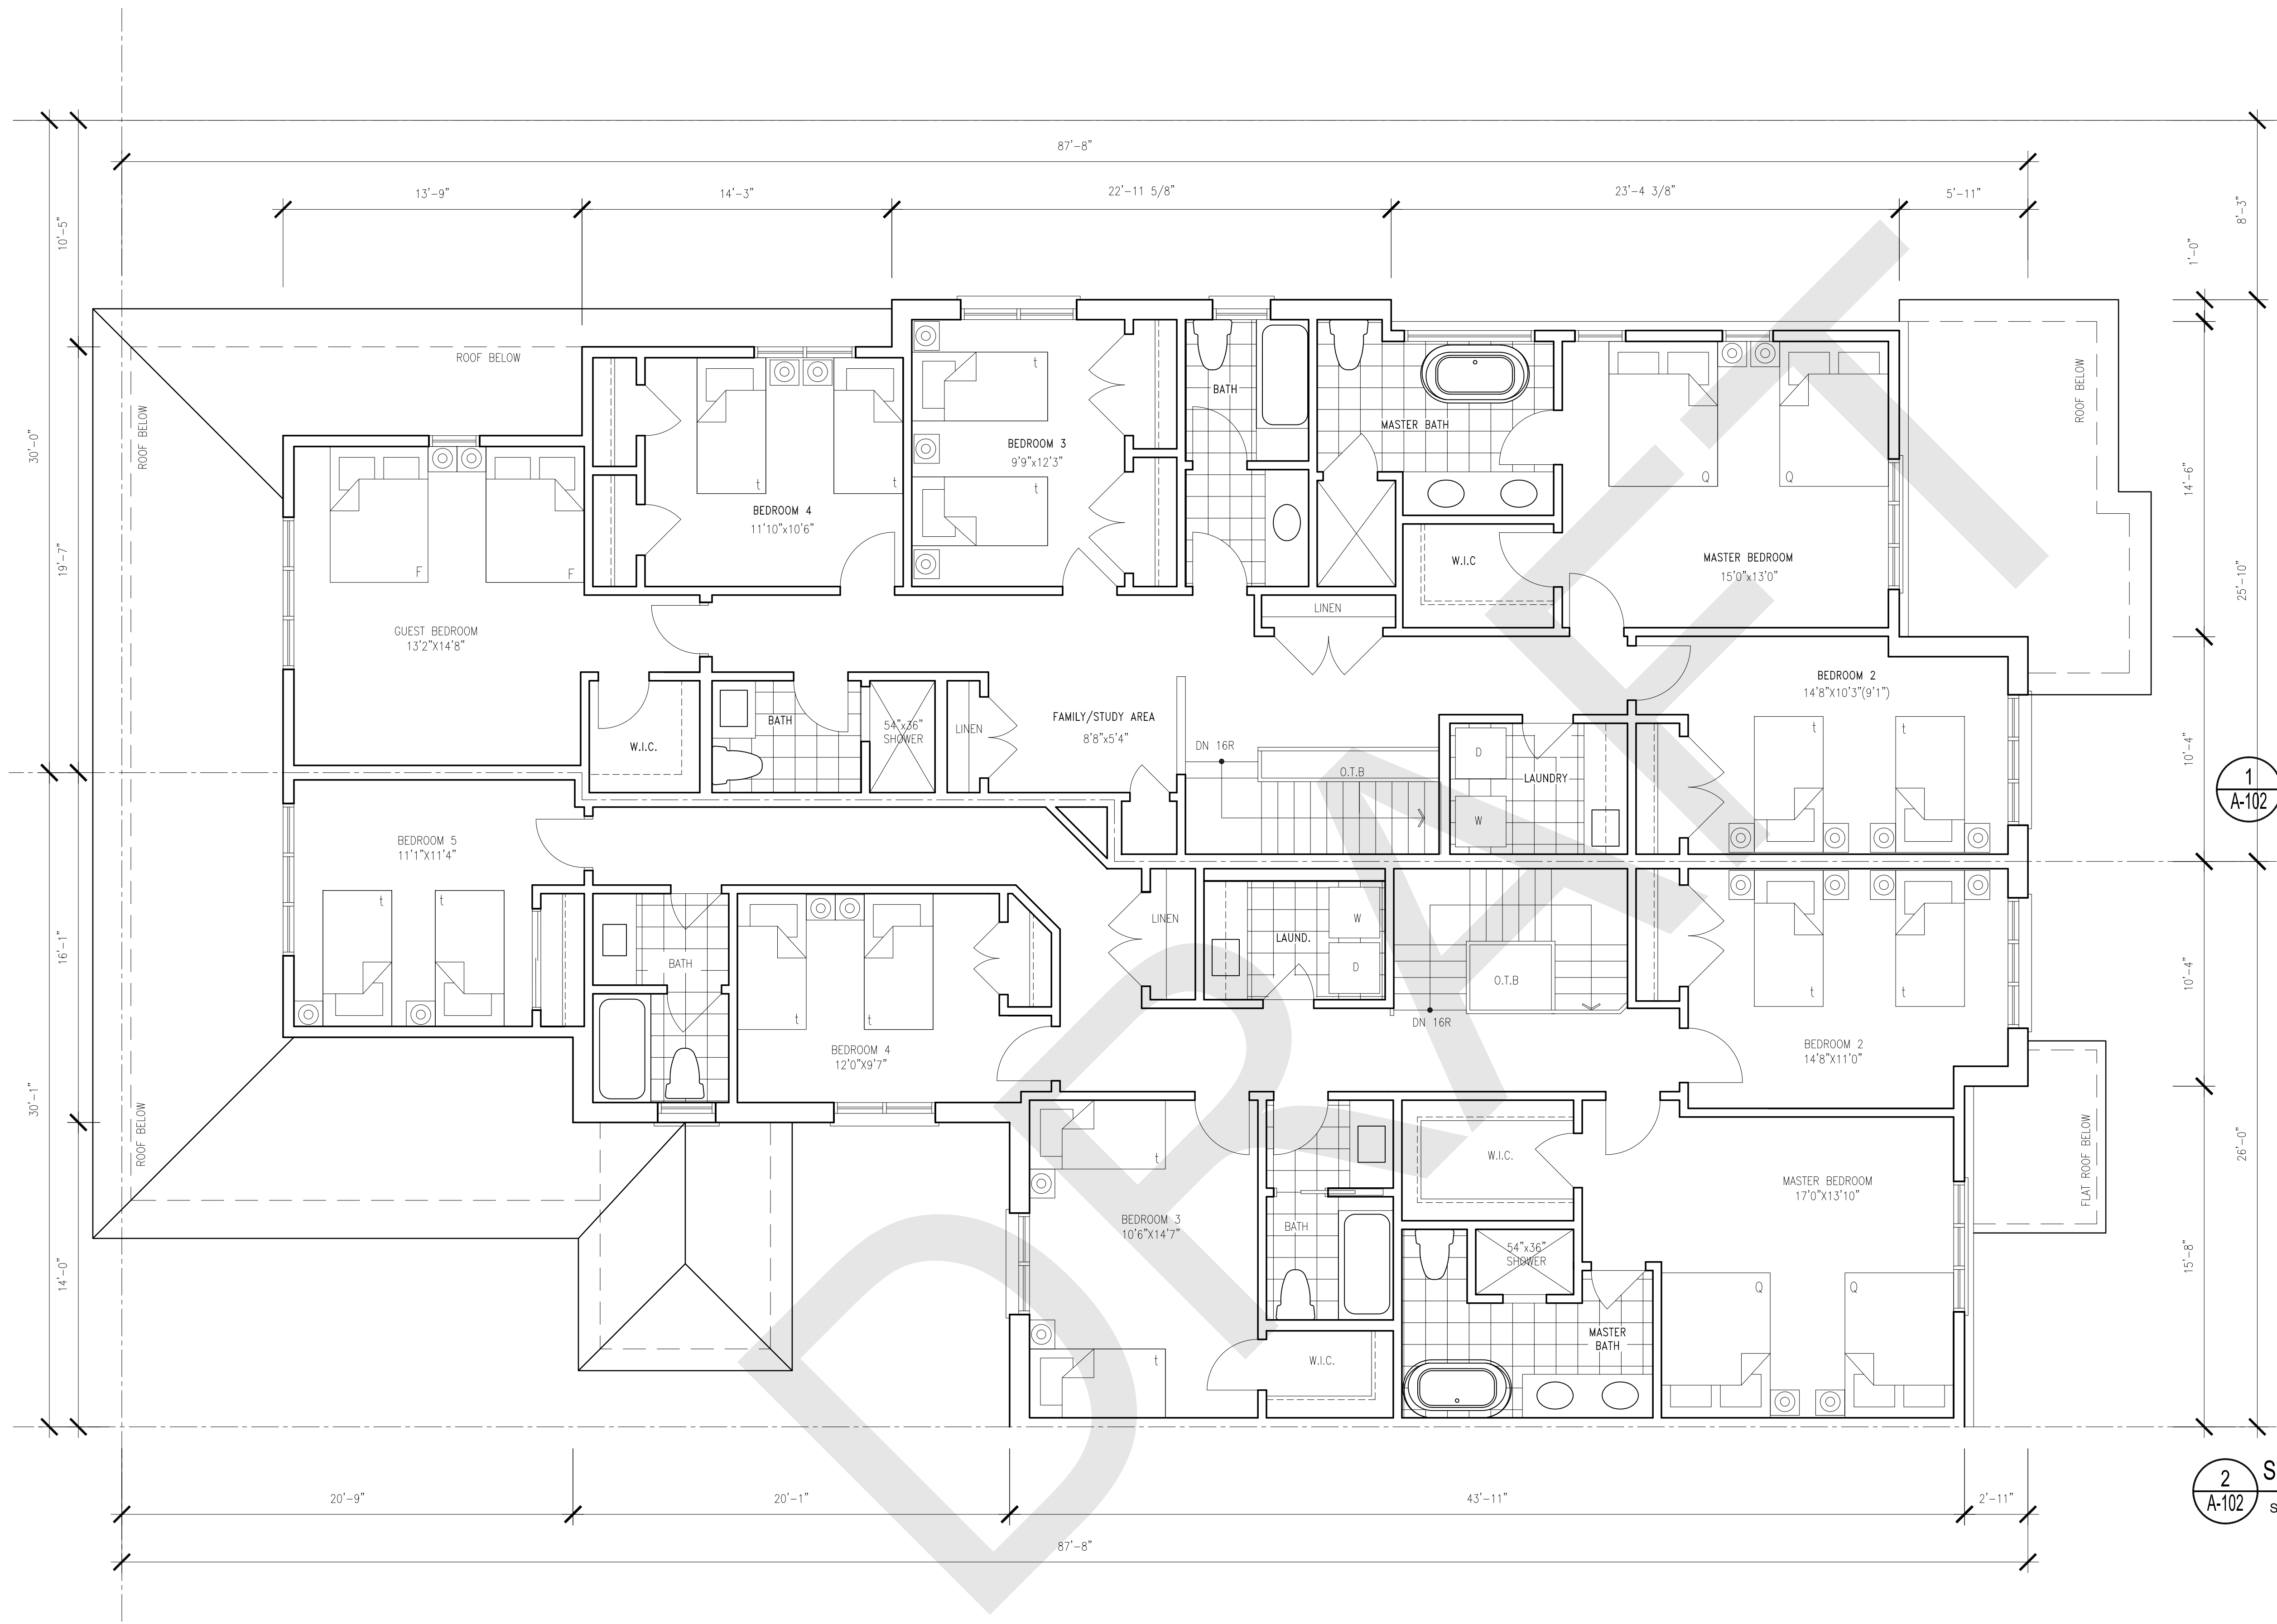 87'-8"
13'-9"
14'-3"
22'-11 5/8"
23'-4 3/8"
5'-11"
10'-5"
30'-0"
19'-7"
16'-1"
30'-1"
14'-0"
8'-3"
1'-0"
14'-6"
25'-10"
10'-4"
10'-4"
26'-0"
15'-8"
ROOF BELOW
ROOF BELOW
ROOF BELOW
ROOF BELOW
FLAT ROOF BELOW
GUEST BEDROOM
13'2"X14'8"
F
F
BEDROOM 4
11'10"x10'6"
t
t
BEDROOM 3
9'9"x12'3"
t
t
BATH
MASTER BATH
W.I.C
MASTER BEDROOM
15'0"x13'0"
Q
Q
LINEN
W.I.C.
BATH
54"x36"
SHOWER
LINEN
FAMILY/STUDY AREA
8'8"x5'4"
DN 16R
O.T.B
D
W
LAUNDRY
BEDROOM 2
14'8"X10'3"(9'1")
t
t
BEDROOM 5
11'1"X11'4"
t
t
BATH
BEDROOM 4
12'0"X9'7"
t
t
LINEN
LAUND.
W
D
O.T.B
DN 16R
BEDROOM 2
14'8"X11'0"
t
t
BEDROOM 3
10'6"X14'7"
t
t
BATH
W.I.C.
W.I.C.
54"x36"
SHOWER
MASTER
BATH
MASTER BEDROOM
17'0"X13'10"
Q
Q
DRAFT
1
A-102
2
A-102
S
S
20'-9"
20'-1"
43'-11"
2'-11"
87'-8"